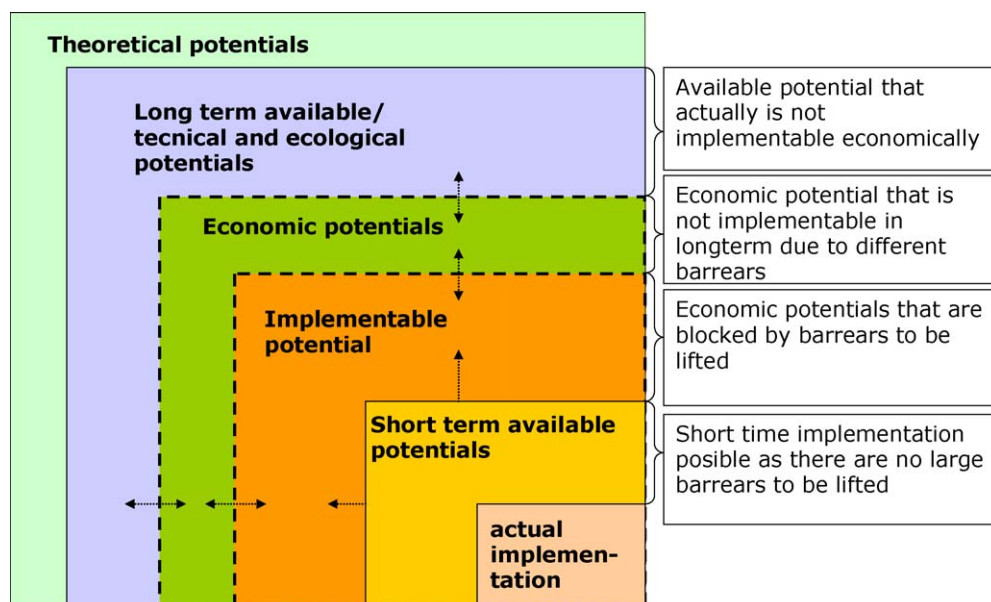 Theoretical potentials
Long term available/
tecnical and ecological
potentials
Economic potentials
Implementable
potential
Short term available
potentials
actual
implemen-
tation
Available potential that
actually is not
implementable economically
Economic potential that is
not implementable in
longterm due to different
barrears
Economic potentials that are
blocked by barrears to be
lifted
Short time implementation
posible as there are no large
barrears to be lifted